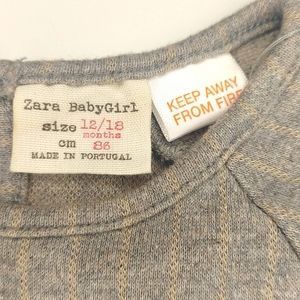 Zara BabyGirl
size 12/18
months
cm 86
MADE IN PORTUGAL
KEEP AWAY
FROM FIRE